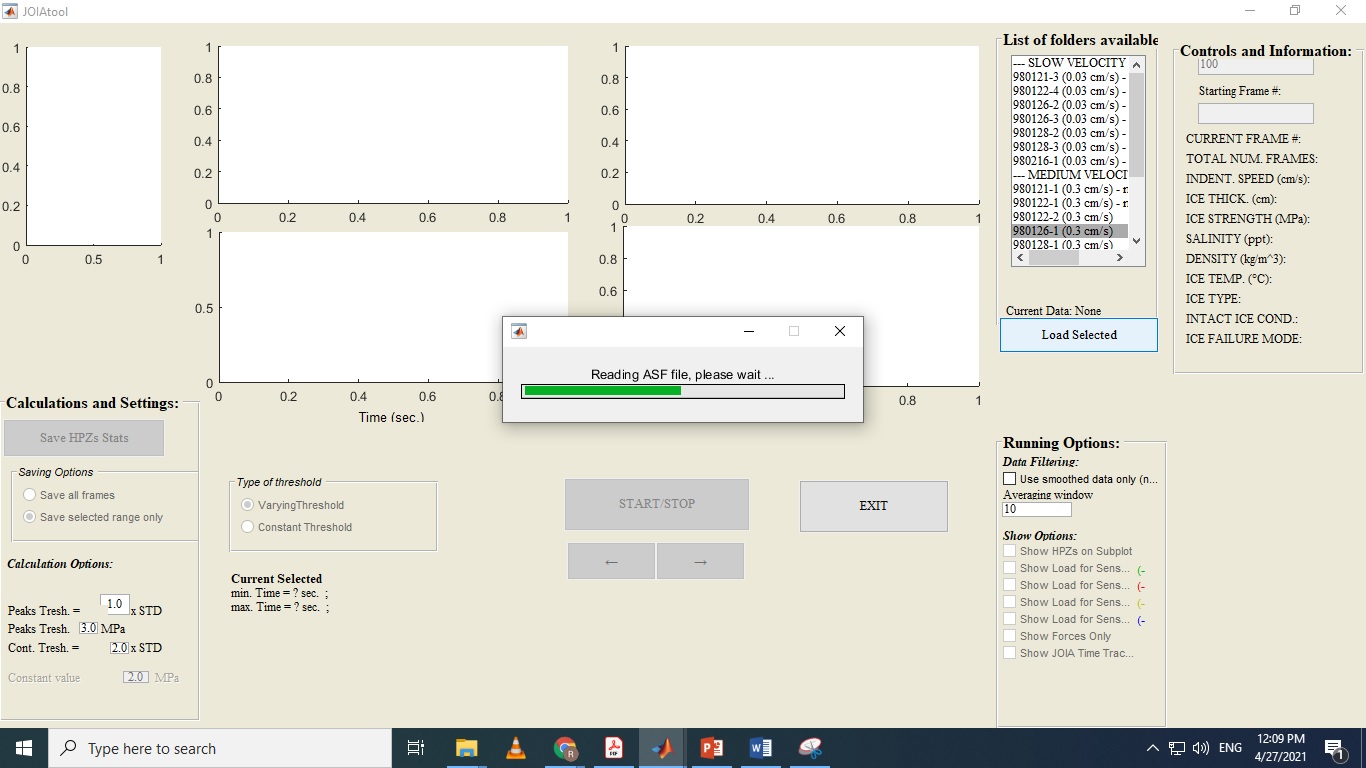 JOIAtool
1
0.8
0.6
0.4
0.2
0
0
0.5
1
1
0.8
0.6
0.4
0.2
0
0
0.2
0.4
0.6
0.8
1
1
0.8
0.6
0.4
0.2
0
0
0.2
0.4
0.6
0.8
1
1
0.5
0
0
0.2
0.4
0.6
Time (sec.)
1
0.8
0.6
0.8
1
List of folders available
--- SLOW VELOCITY
980121-3 (0.03 cm/s) -
980122-4 (0.03 cm/s) -
980126-2 (0.03 cm/s) -
980126-3 (0.03 cm/s) -
980128-2 (0.03 cm/s) -
980128-3 (0.03 cm/s) -
980216-1 (0.03 cm/s) -
--- MEDIUM VELOCI
980121-1 (0.3 cm/s) - n
980122-1 (0.3 cm/s) - n
980122-2 (0.3 cm/s)
980126-1 (0.3 cm/s)
980128-1 (0.3 cm/s)
Current Data: None
Load Selected
Controls and Information:
100
Starting Frame #:
CURRENT FRAME #:
TOTAL NUM. FRAMES:
INDENT. SPEED (cm/s):
ICE THICK. (cm):
ICE STRENGTH (MPa):
SALINITY (ppt):
DENSITY (kg/m^3):
ICE TEMP. (°C):
ICE TYPE:
INTACT ICE COND.:
ICE FAILURE MODE:
Reading ASF file, please wait ...
Calculations and Settings:
Save HPZs Stats
Saving Options
Save all frames
Save selected range only
Calculation Options:
Peaks Tresh. = 1.0 x STD
Peaks Tresh. 3.0 MPa
Cont. Tresh. = 2.0 x STD
Constant value 2.0 MPa
Type of threshold
VaryingThreshold
Constant Threshold
Current Selected
min. Time = ? sec. ;
max. Time = ? sec. ;
START/STOP
← →
EXIT
Running Options:
Data Filtering:
Use smoothed data only (n...
Averaging window
10
Show Options:
Show HPZs on Subplot
Show Load for Sens... (-
Show Load for Sens... (-
Show Load for Sens... (-
Show Load for Sens... (-
Show Forces Only
Show JOIA Time Trac...
Type here to search
ENG
12:09 PM
4/27/2021
1